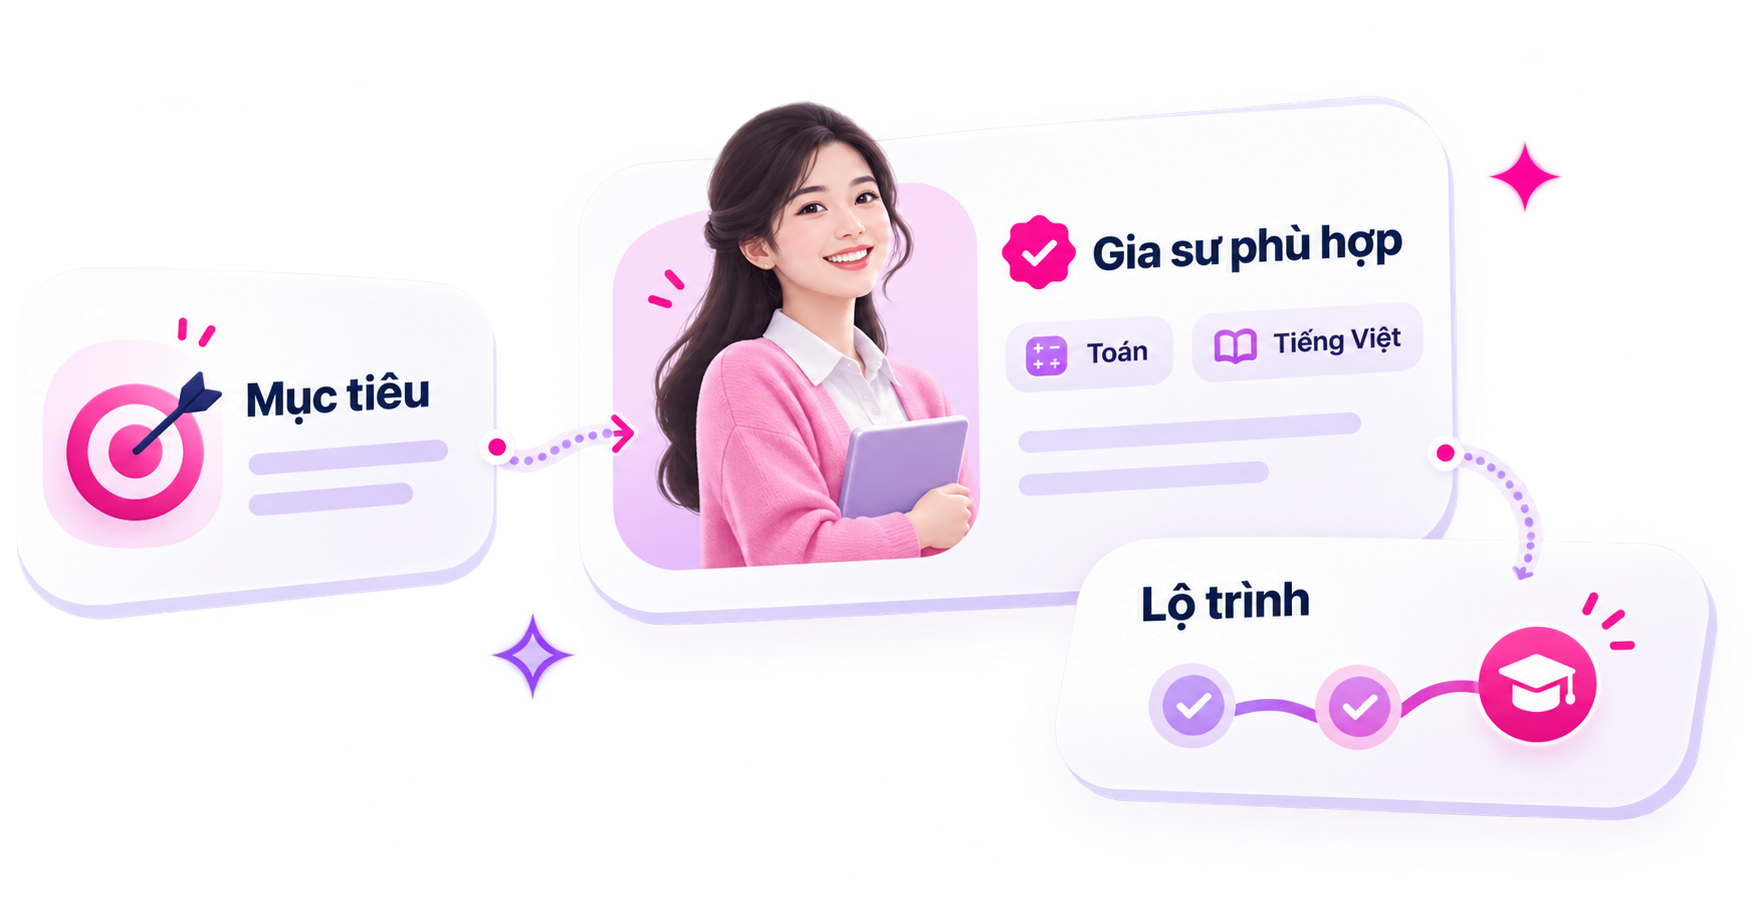 Mục tiêu
Gia sư phù hợp
Toán
Tiếng Việt
Lộ trình